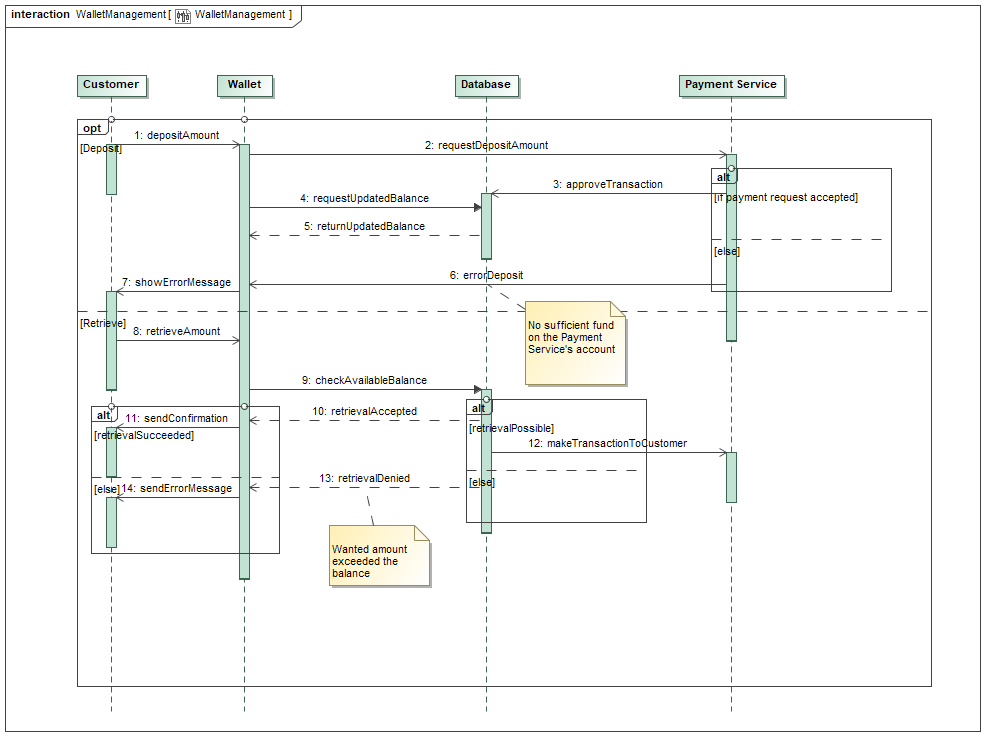 interaction WalletManagement [ WalletManagement ]
Customer
Wallet
Database
Payment Service
opt
[Deposit]
1: depositAmount
2: requestDepositAmount
alt
3: approveTransaction
[if payment request accepted]
4: requestUpdatedBalance
5: returnUpdatedBalance
[else]
6: errorDeposit
7: showErrorMessage
No sufficient fund
on the Payment
Service's account
[Retrieve]
8: retrieveAmount
9: checkAvailableBalance
alt
10: retrievalAccepted
alt
11: sendConfirmation
[retrievalPossible]
[retrievalSucceeded]
12: makeTransactionToCustomer
13: retrievalDenied
[else]
[else]
14: sendErrorMessage
Wanted amount
exceeded the
balance